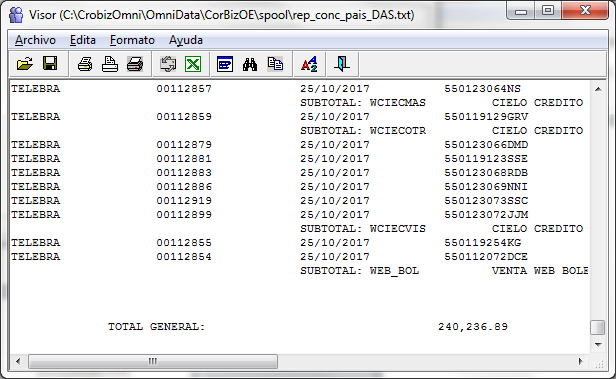 Visor (C:\CrobizOmni\OmniData\CorBizOE\spool\rep_conc_pais_DAS.txt)
Archivo Edita Formato Ayuda
TELEBRA 00112857 25/10/2017 550123064NS
SUBTOTAL: WCIECMAS CIELO CREDITO
TELEBRA 00112859 25/10/2017 550119129GRV
SUBTOTAL: WCIECOTR CIELO CREDITO
TELEBRA 00112879 25/10/2017 550123066DMD
TELEBRA 00112881 25/10/2017 550119123SSE
TELEBRA 00112883 25/10/2017 550123068RDB
TELEBRA 00112886 25/10/2017 550123069NNI
TELEBRA 00112919 25/10/2017 550123073SSC
TELEBRA 00112899 25/10/2017 550123072JJM
SUBTOTAL: WCIECVIS CIELO CREDITO
TELEBRA 00112855 25/10/2017 550119254KG
TELEBRA 00112854 25/10/2017 550112072DCE
SUBTOTAL: WEB_BOL VENTA WEB BOLE
TOTAL GENERAL: 240,236.89